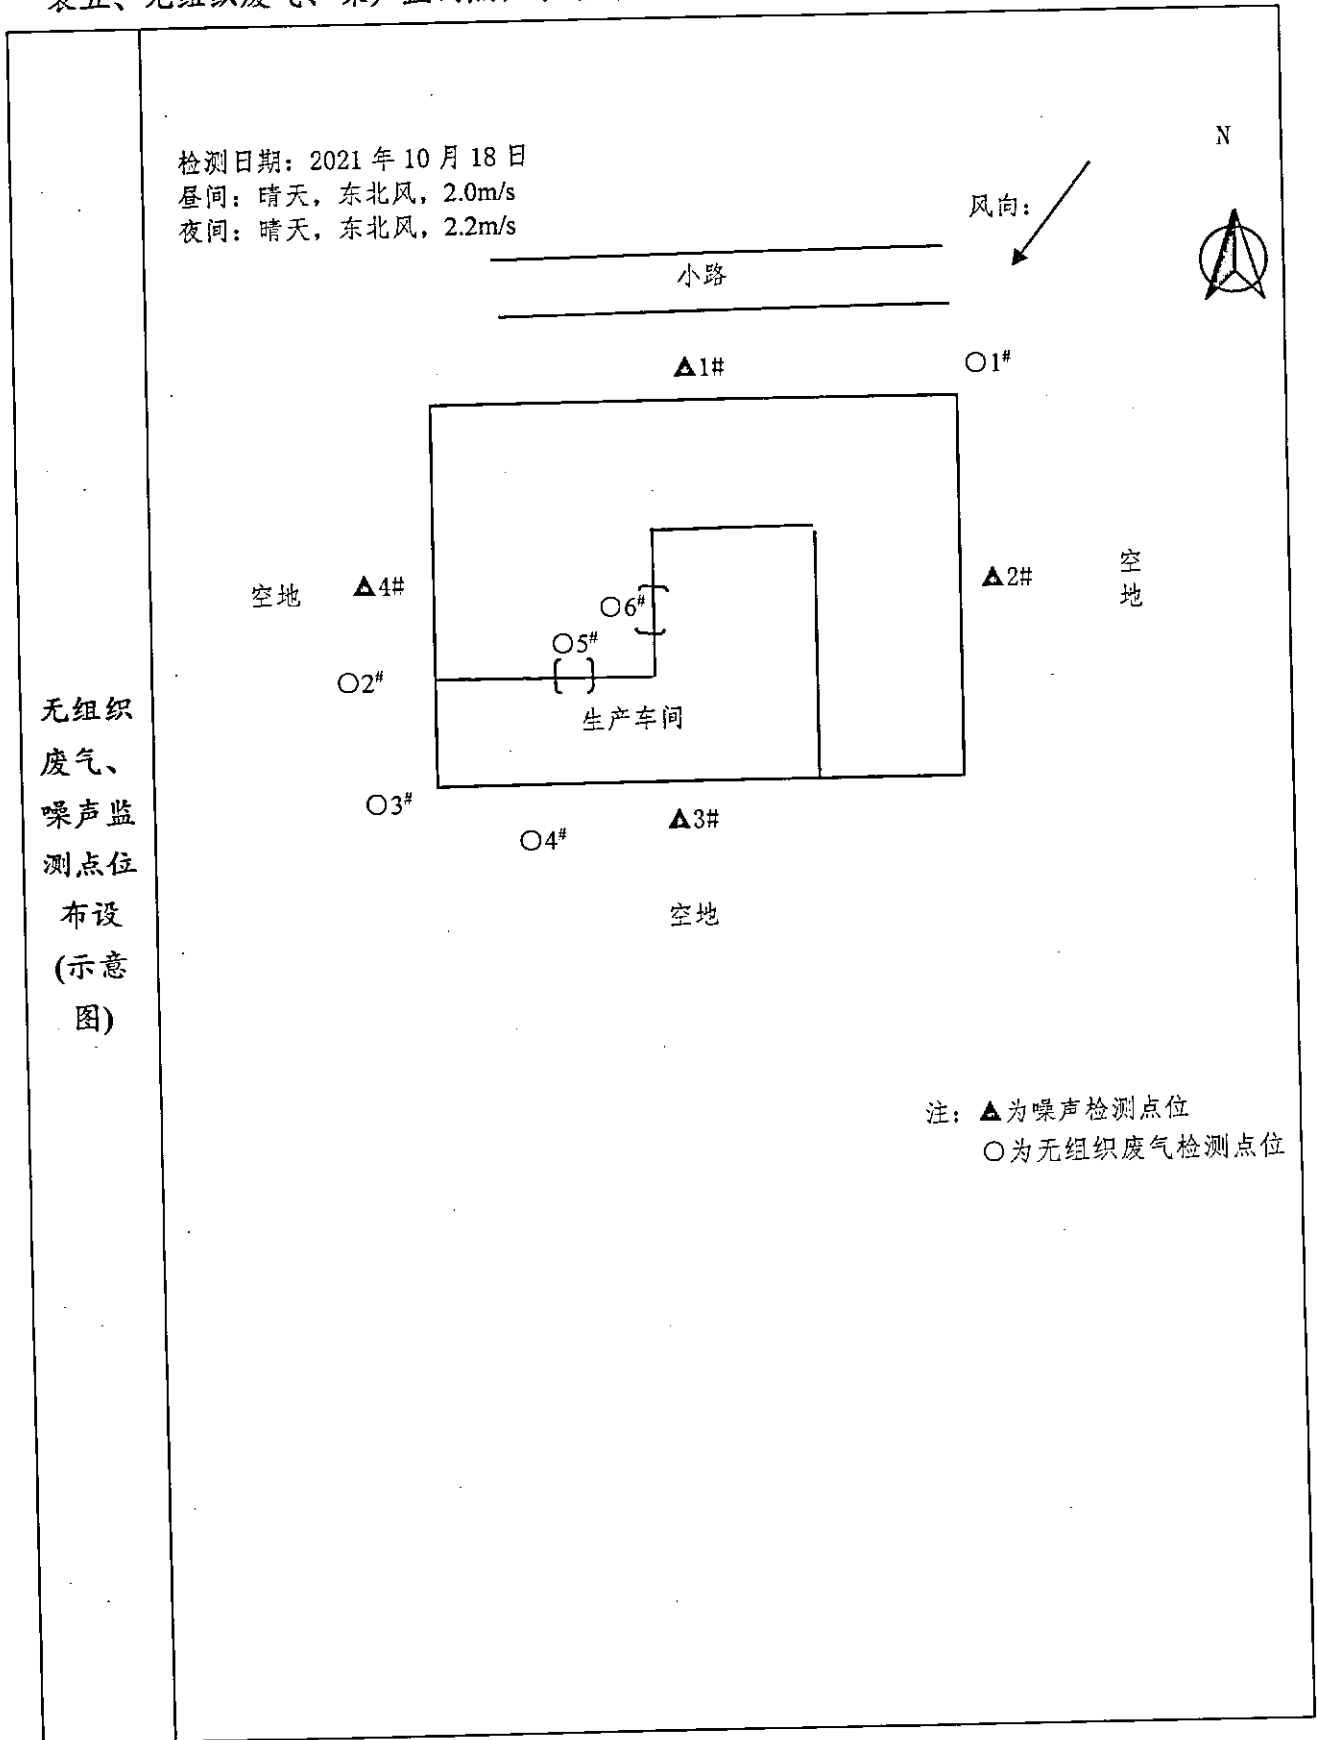 检测日期：2021 年 10 月 18 日
昼间：晴天，东北风，2.0m/s
夜间：晴天，东北风，2.2m/s
N
风向：
小路
▲1#
○1#
空地
▲4#
○6#
▲2#
空
地
○5#
○2#
生产车间
○3#
○4#
▲3#
空地
无组织
废气、
噪声监
测点位
布设
(示意
图)
注：▲为噪声检测点位
○为无组织废气检测点位